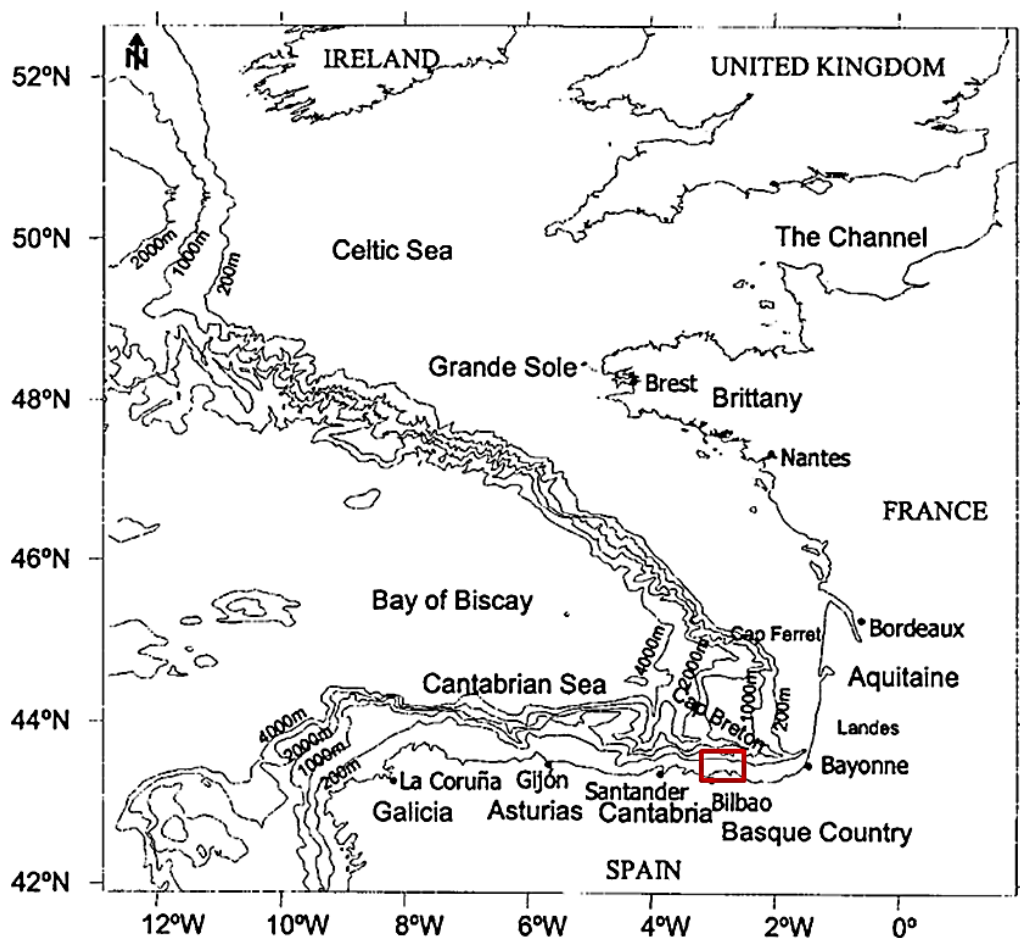 N
IRELAND
UNITED KINGDOM
52ºN
50ºN
48ºN
46ºN
44ºN
42ºN
2000m
1000m
200m
Celtic Sea
The Channel
Grande Sole
Brest
Brittany
Nantes
FRANCE
Bay of Biscay
Cap Ferret
Bordeaux
4000m
2000m
1000m
200m
Aquitaine
Cantabrian Sea
Cap Breton
Landes
4000m
2000m
1000m
200m
Bayonne
La Coruña
Gijón
Santander
Bilbao
Galicia
Asturias
Cantabria
Basque Country
SPAIN
12ºW
10ºW
8ºW
6ºW
4ºW
2ºW
0º